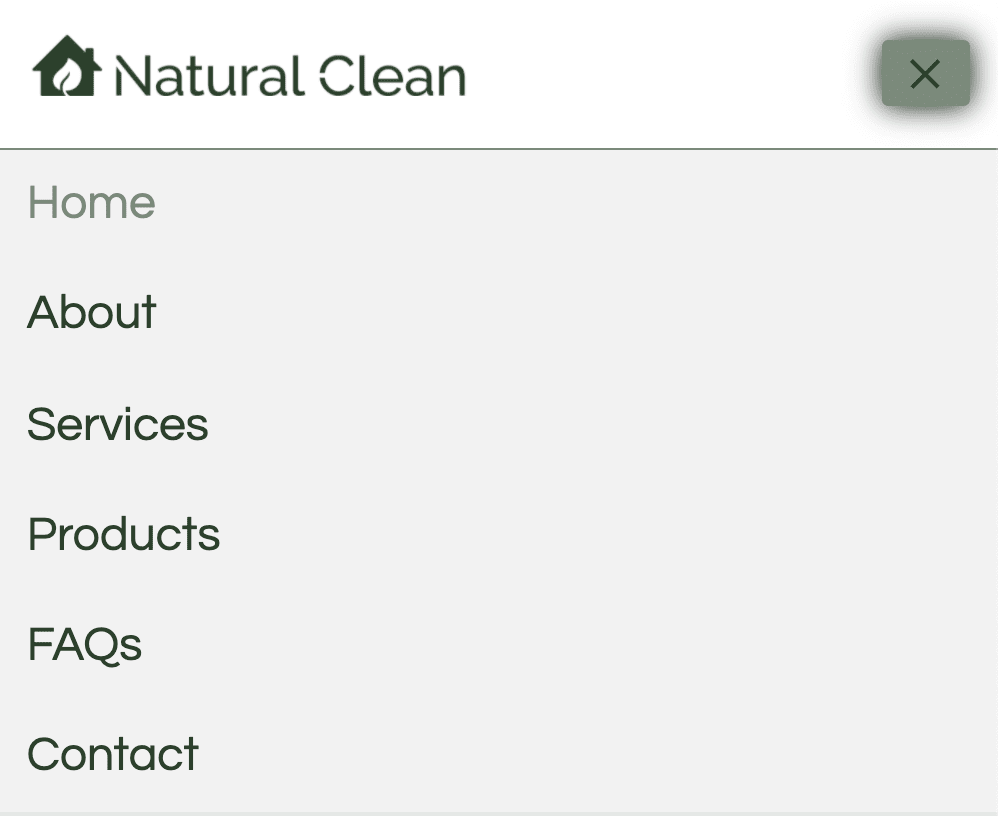 Natural Clean
Home
About
Services
Products
FAQs
Contact